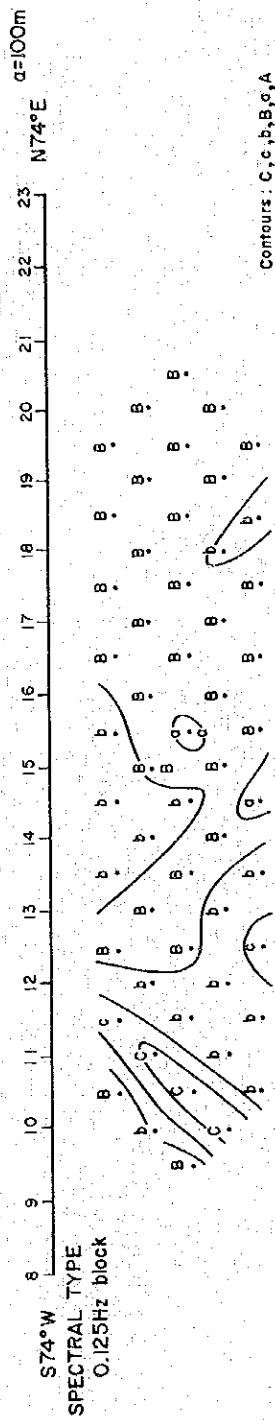 a=100m
S74°W N74°E
8 9 10 11 12 13 14 15 16 17 18 19 20 21 22 23
SPECTRAL TYPE
0.125Hz block
B c B b b b B B B B
b C b B b B B B B B B
B
B C b B B b a B B B B B
c
C b b b B B B B b B B
b b c b a B B B b B
Contours: C,c,b,B,a,A